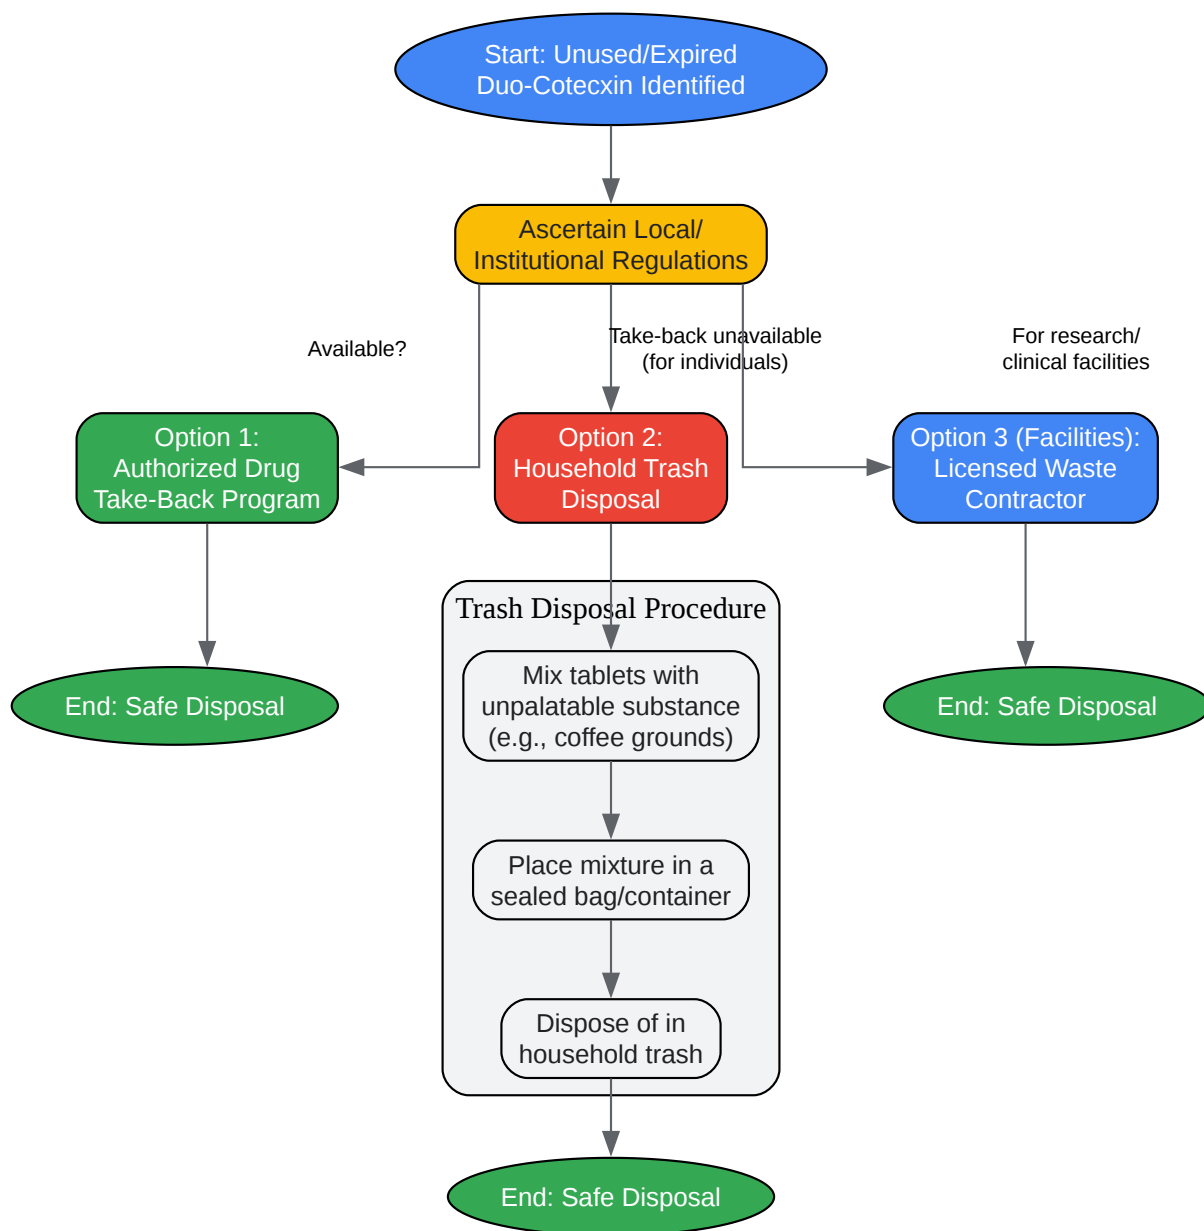 Start: Unused/Expired
Duo-Cotecxin Identified
Ascertain Local/
Institutional Regulations
Available?
Take-back unavailable
(for individuals)
For research/
clinical facilities
Option 1:
Authorized Drug
Take-Back Program
Option 2:
Household Trash
Disposal
Option 3 (Facilities):
Licensed Waste
Contractor
Trash Disposal Procedure
Mix tablets with
unpalatable substance
(e.g., coffee grounds)
End: Safe Disposal
End: Safe Disposal
Place mixture in a
sealed bag/container
Dispose of in
household trash
End: Safe Disposal